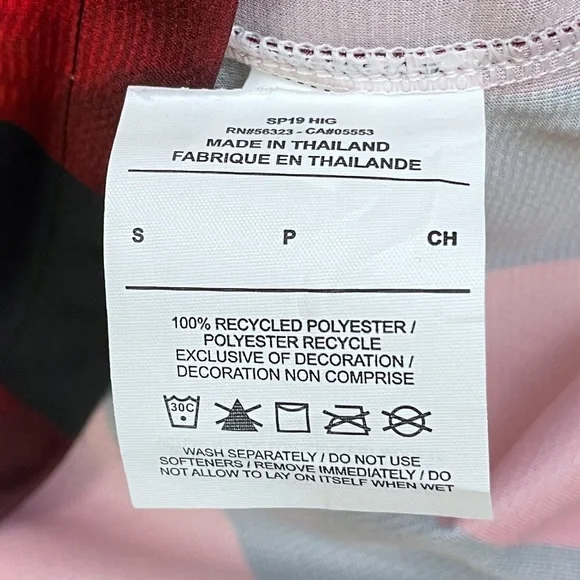 SP19 HIG
RN#56323 - CA#05553
MADE IN THAILAND
FABRIQUE EN THAILANDE
S P CH
100% RECYCLED POLYESTER /
POLYESTER RECYCLE
EXCLUSIVE OF DECORATION /
DECORATION NON COMPRISE
30C
WASH SEPARATELY / DO NOT USE
SOFTENERS / REMOVE IMMEDIATELY / DO
NOT ALLOW TO LAY ON ITSELF WHEN WET